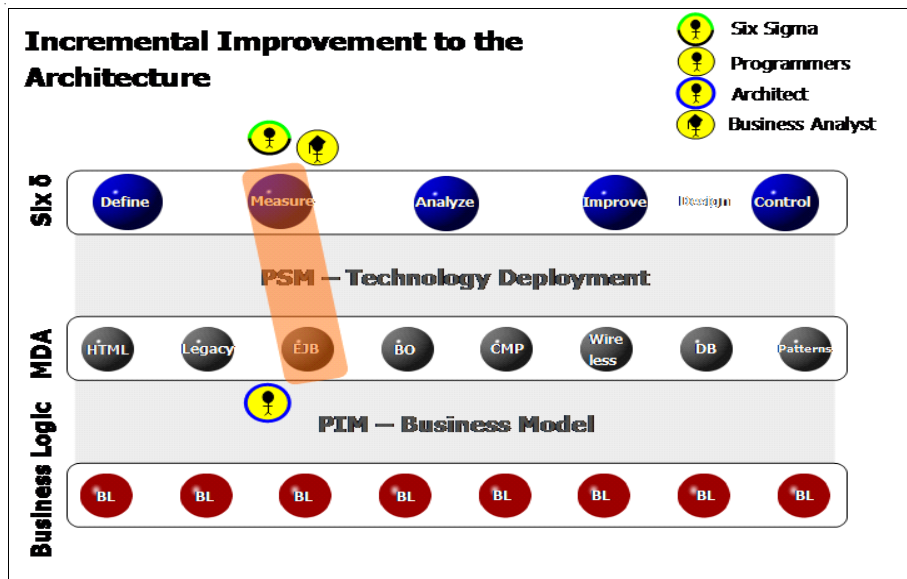 Incremental Improvement to the
Architecture
Six Sigma
Programmers
Architect
Business Analyst
Six δ
Define
Measure
Analyze
Improve
Design
Control
PSM – Technology Deployment
MDA
HTML
Legacy
EJB
BO
CMP
Wire
less
DB
Patterns
PIM – Business Model
Business Logic
BL
BL
BL
BL
BL
BL
BL
BL